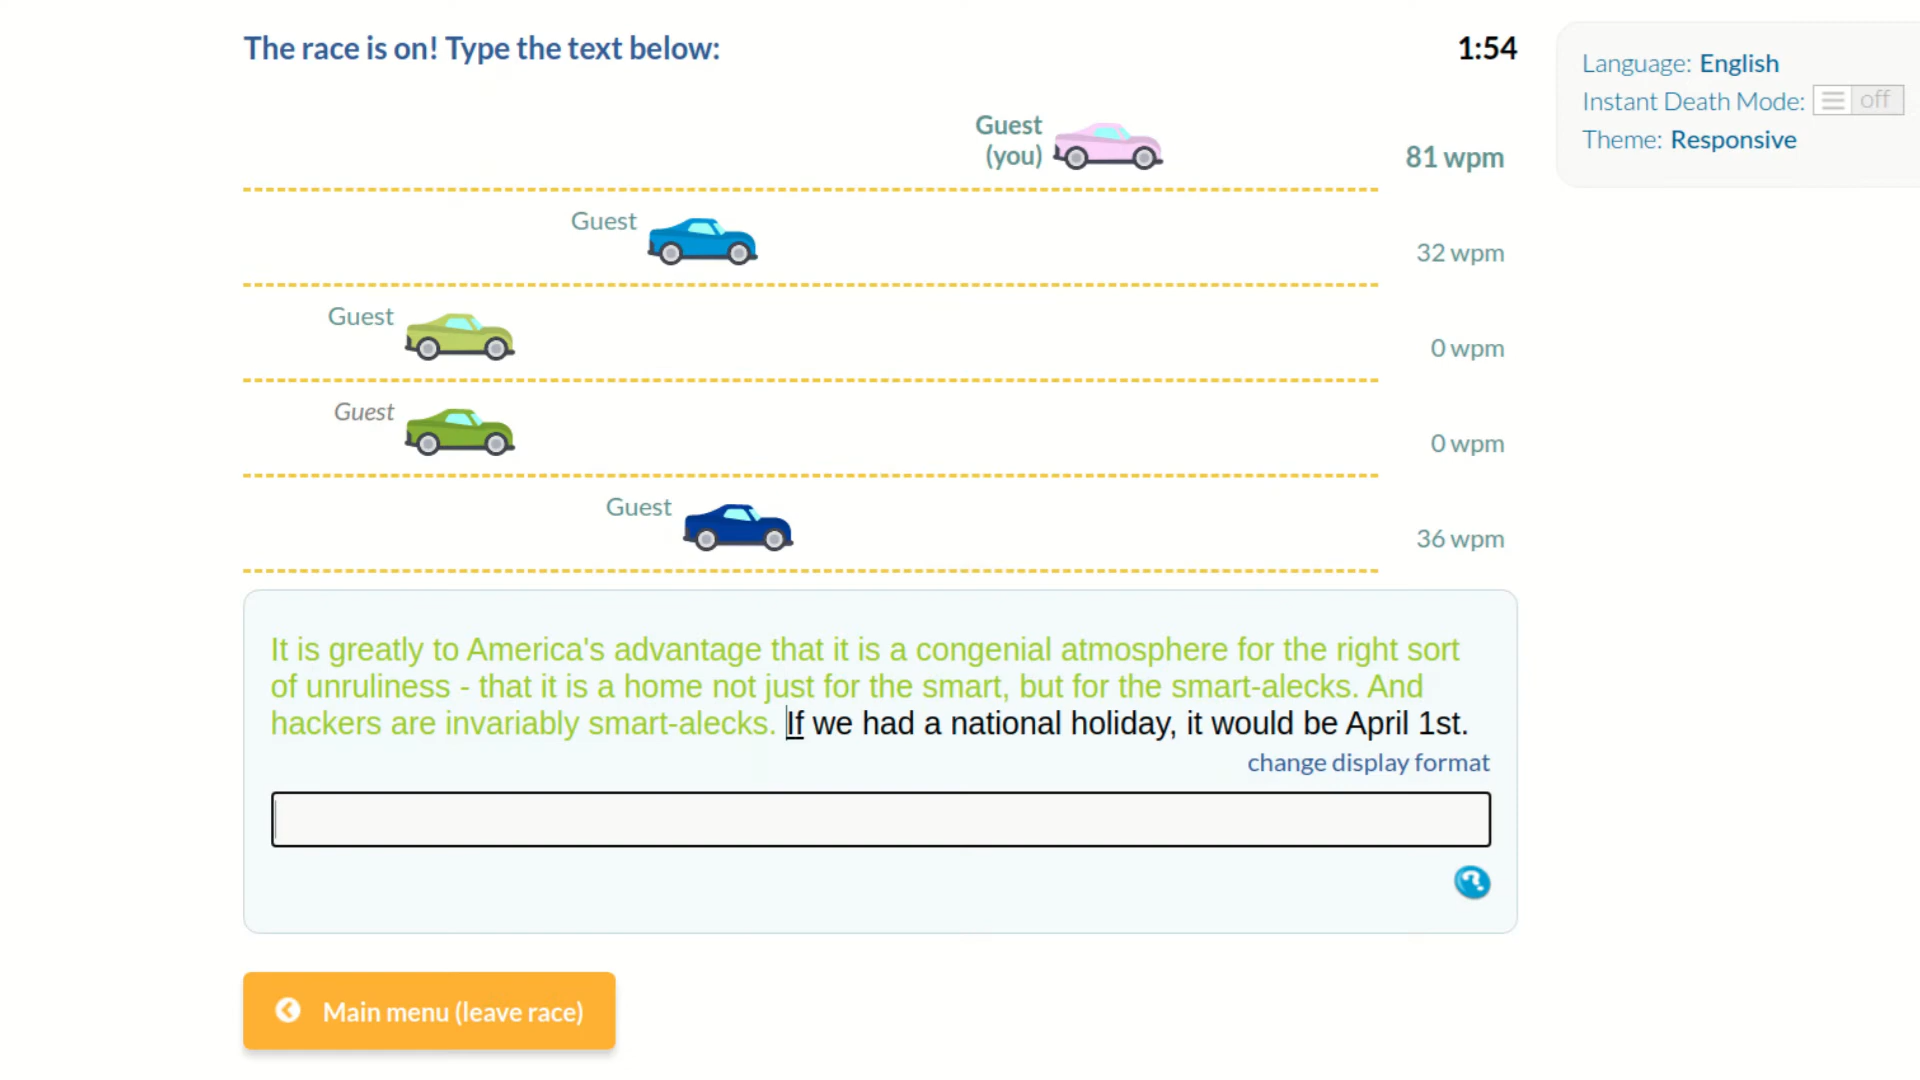 The race is on! Type the text below:
1:54
Language: English
Instant Death Mode: off
Theme: Responsive
Guest
(you)
81 wpm
Guest
32 wpm
Guest
0 wpm
Guest
0 wpm
Guest
36 wpm
It is greatly to America's advantage that it is a congenial atmosphere for the right sort
of unruliness - that it is a home not just for the smart, but for the smart-alecks. And
hackers are invariably smart-alecks. If we had a national holiday, it would be April 1st.
change display format
?
Main menu (leave race)